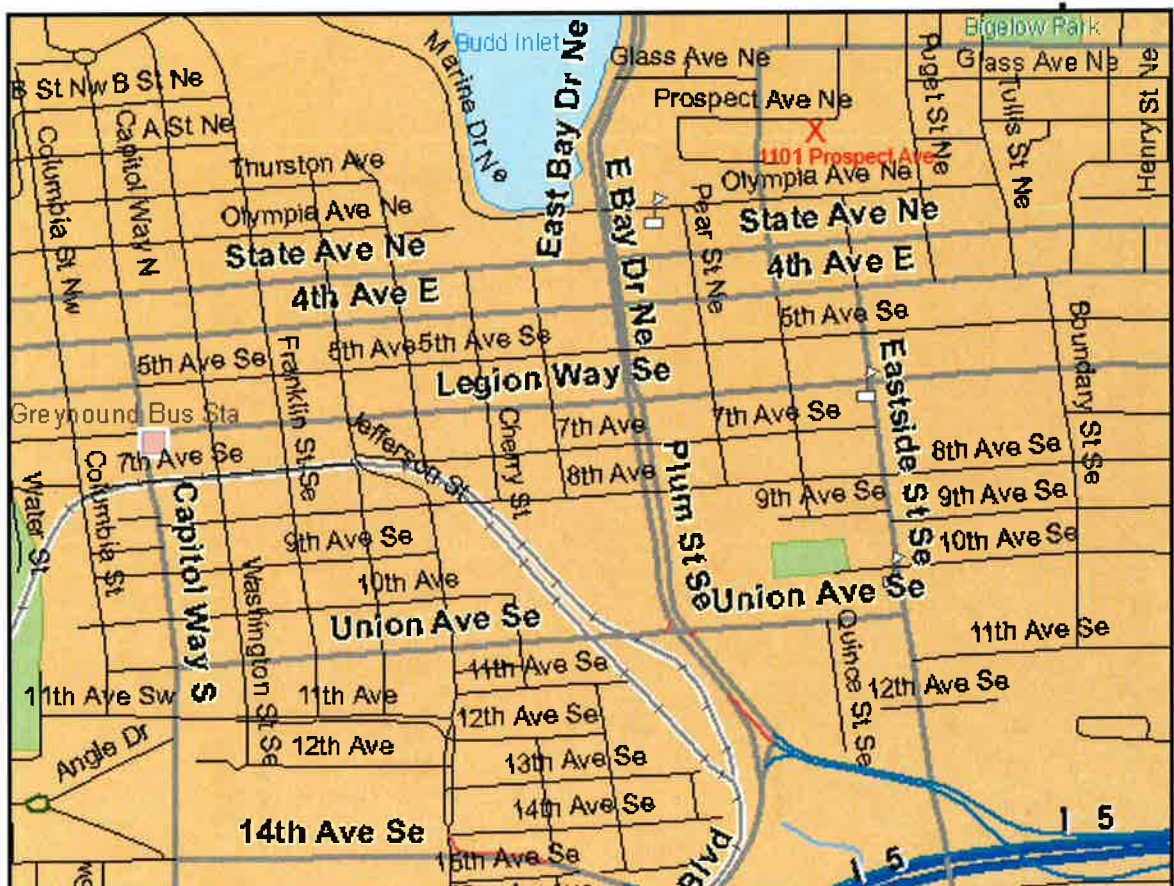 Budd Inlet
Bigelow Park
Marine Dr Ne
East Bay Dr Ne
Glass Ave Ne
Puget St Ne
Glass Ave Ne
Tullis St Ne
Henry St Ne
B St Nw
B St Ne
Prospect Ave Ne
Columbia St Nw
Capitol Way N
A St Ne
X
1101 Prospect Ave
Thurston Ave
E Bay Dr Ne
Olympia Ave Ne
Pear St Ne
Olympia Ave Ne
State Ave Ne
State Ave Ne
4th Ave E
4th Ave E
5th Ave Se
Boundary St Se
5th Ave Se
Franklin St Se
5th Ave
5th Ave Se
Eastside St Se
Legion Way Se
Greyhound Bus Sta
Jefferson St
Cherry St
7th Ave
7th Ave Se
7th Ave Se
8th Ave
Plum St Se
8th Ave Se
Water St
Columbia St
Capitol Way S
9th Ave Se
9th Ave Se
9th Ave Se
10th Ave Se
Washington St Se
10th Ave
Union Ave Se
Union Ave Se
Quince St Se
11th Ave Se
11th Ave Se
11th Ave Sw
11th Ave
12th Ave Se
12th Ave Se
12th Ave
Angle Dr
13th Ave Se
14th Ave Se
14th Ave Se
I 5
15th Ave Se
Blvd
I 5